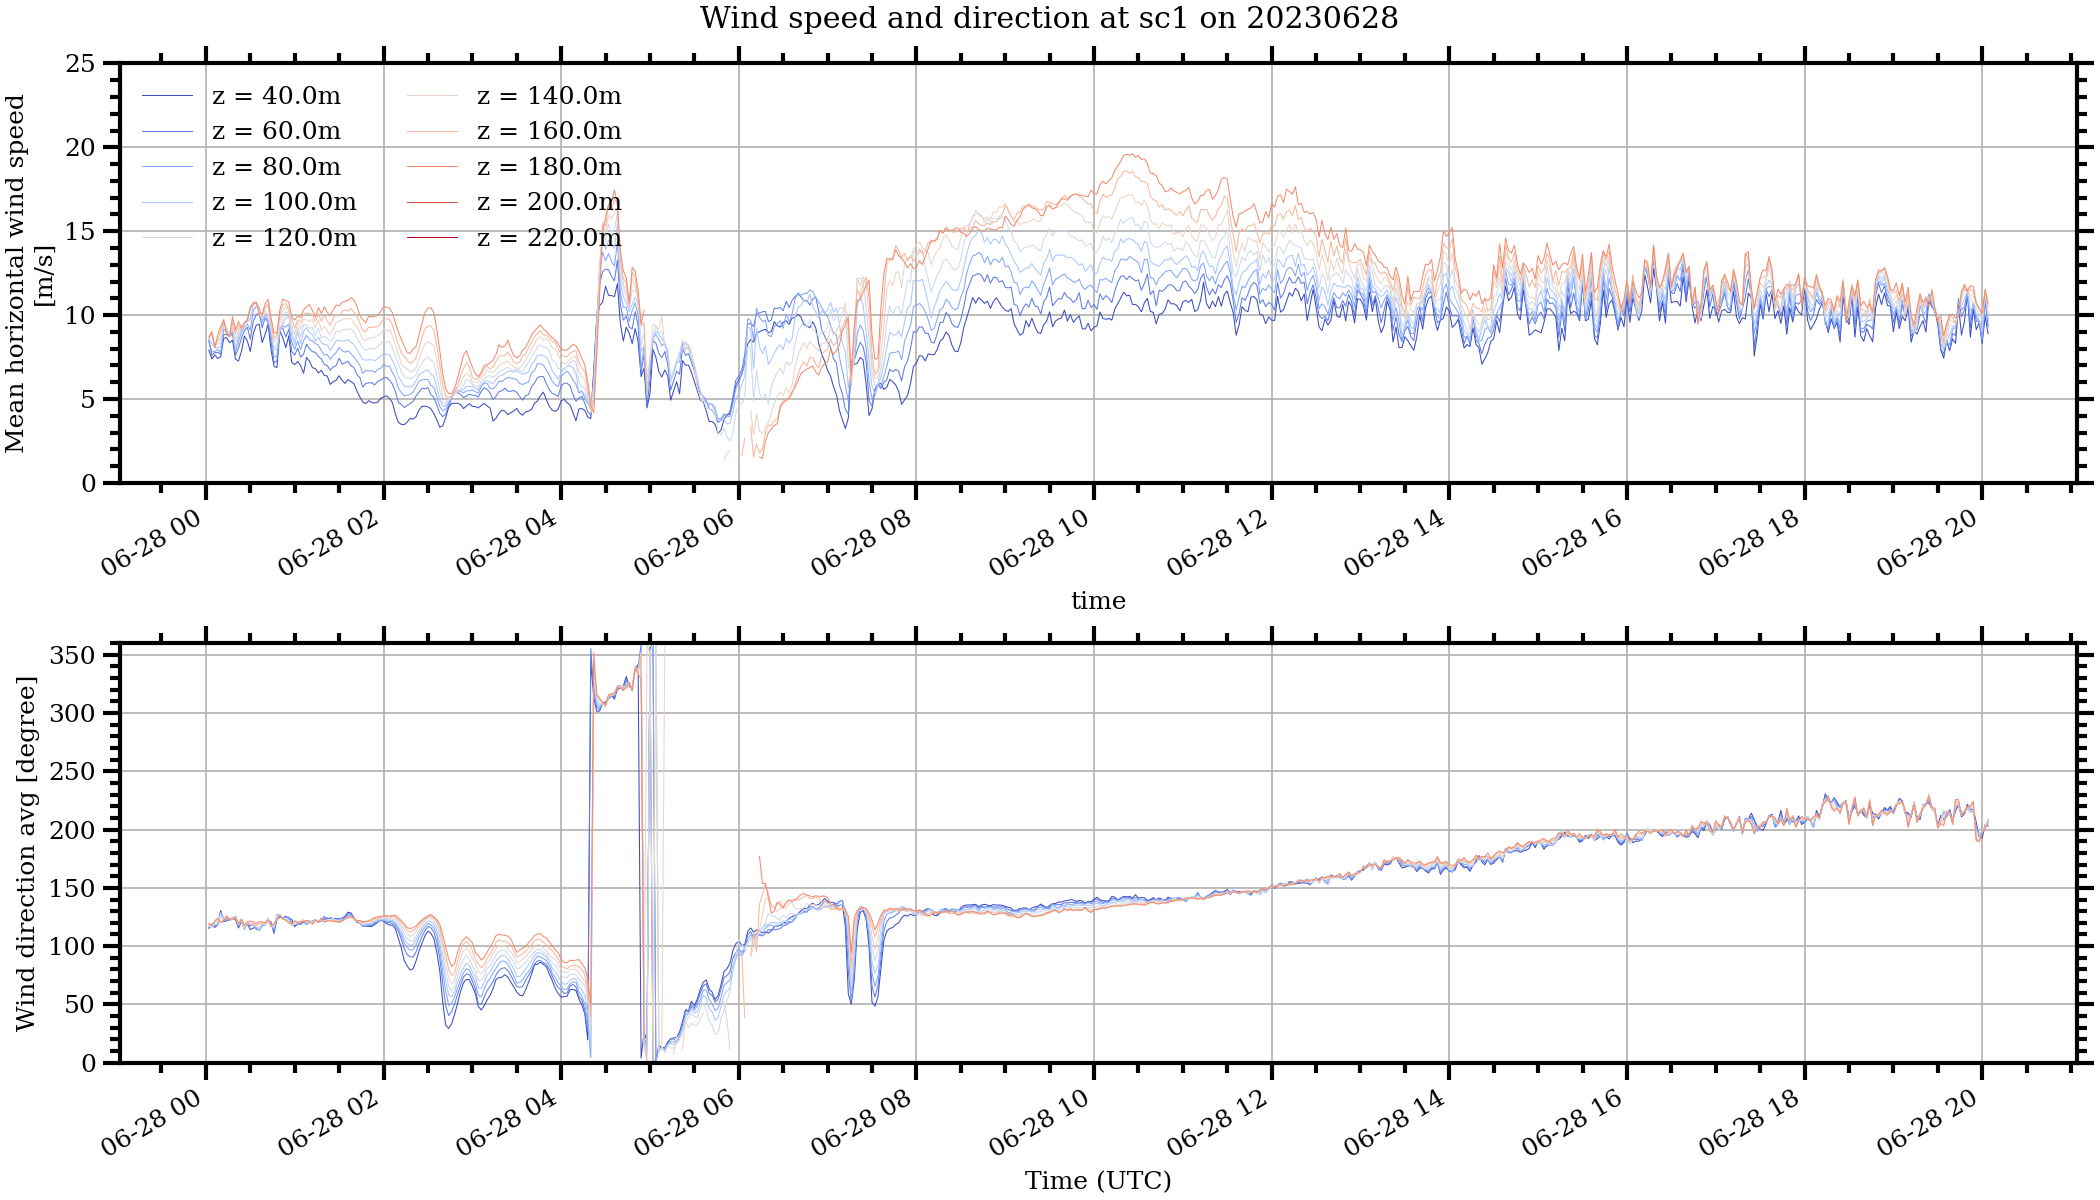 Wind speed and direction at sc1 on 20230628
Mean horizontal wind speed
[m/s]
25
20
15
10
5
0
z = 40.0m
z = 60.0m
z = 80.0m
z = 100.0m
z = 120.0m
z = 140.0m
z = 160.0m
z = 180.0m
z = 200.0m
z = 220.0m
06-28 00
06-28 02
06-28 04
06-28 06
06-28 08
06-28 10
06-28 12
06-28 14
06-28 16
06-28 18
06-28 20
time
Wind direction avg [degree]
350
300
250
200
150
100
50
0
06-28 00
06-28 02
06-28 04
06-28 06
06-28 08
06-28 10
06-28 12
06-28 14
06-28 16
06-28 18
06-28 20
Time (UTC)